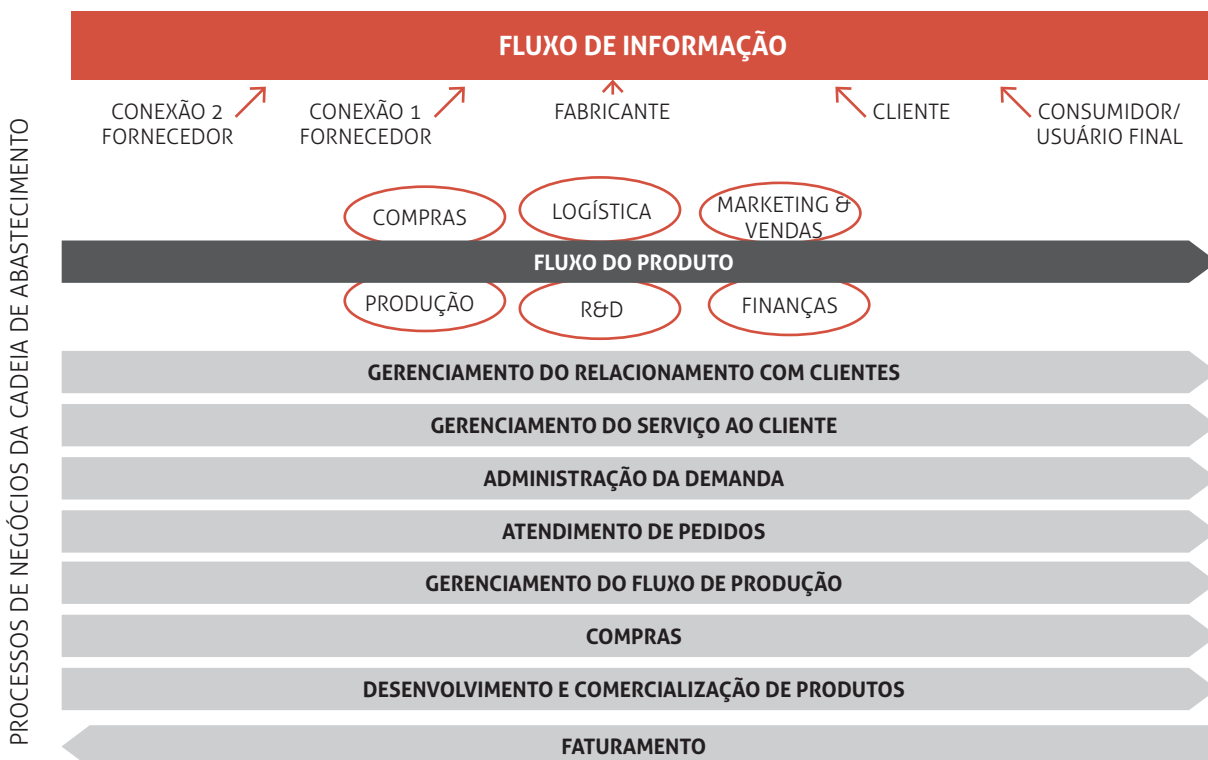 FLUXO DE INFORMAÇÃO
CONEXÃO 2
FORNECEDOR
CONEXÃO 1
FORNECEDOR
FABRICANTE
CLIENTE
CONSUMIDOR/
USUÁRIO FINAL
COMPRAS
LOGÍSTICA
MARKETING &
VENDAS
FLUXO DO PRODUTO
PRODUÇÃO
R&D
FINANÇAS
GERENCIAMENTO DO RELACIONAMENTO COM CLIENTES
GERENCIAMENTO DO SERVIÇO AO CLIENTE
ADMINISTRAÇÃO DA DEMANDA
ATENDIMENTO DE PEDIDOS
GERENCIAMENTO DO FLUXO DE PRODUÇÃO
COMPRAS
DESENVOLVIMENTO E COMERCIALIZAÇÃO DE PRODUTOS
FATURAMENTO
PROCESSOS DE NEGÓCIOS DA CADEIA DE ABASTECIMENTO